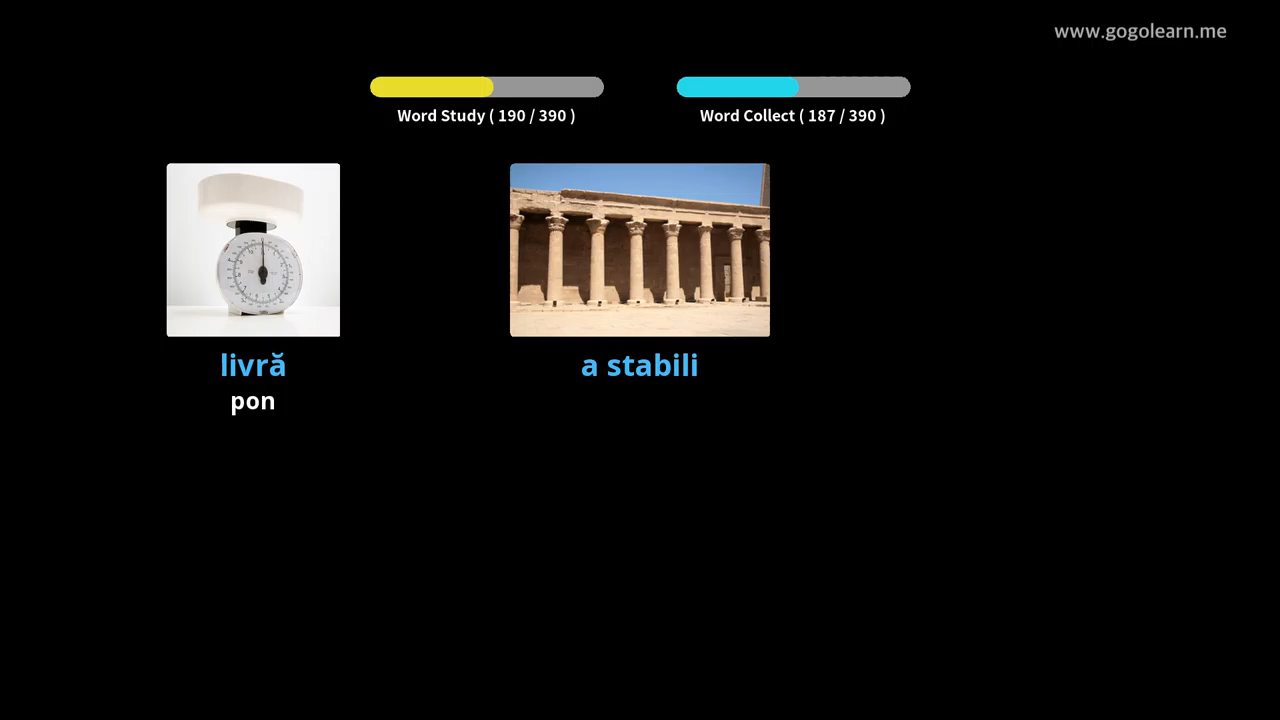 www.gogolearn.me
Word Study ( 190 / 390 )
Word Collect ( 187 / 390 )
livră
pon
a stabili